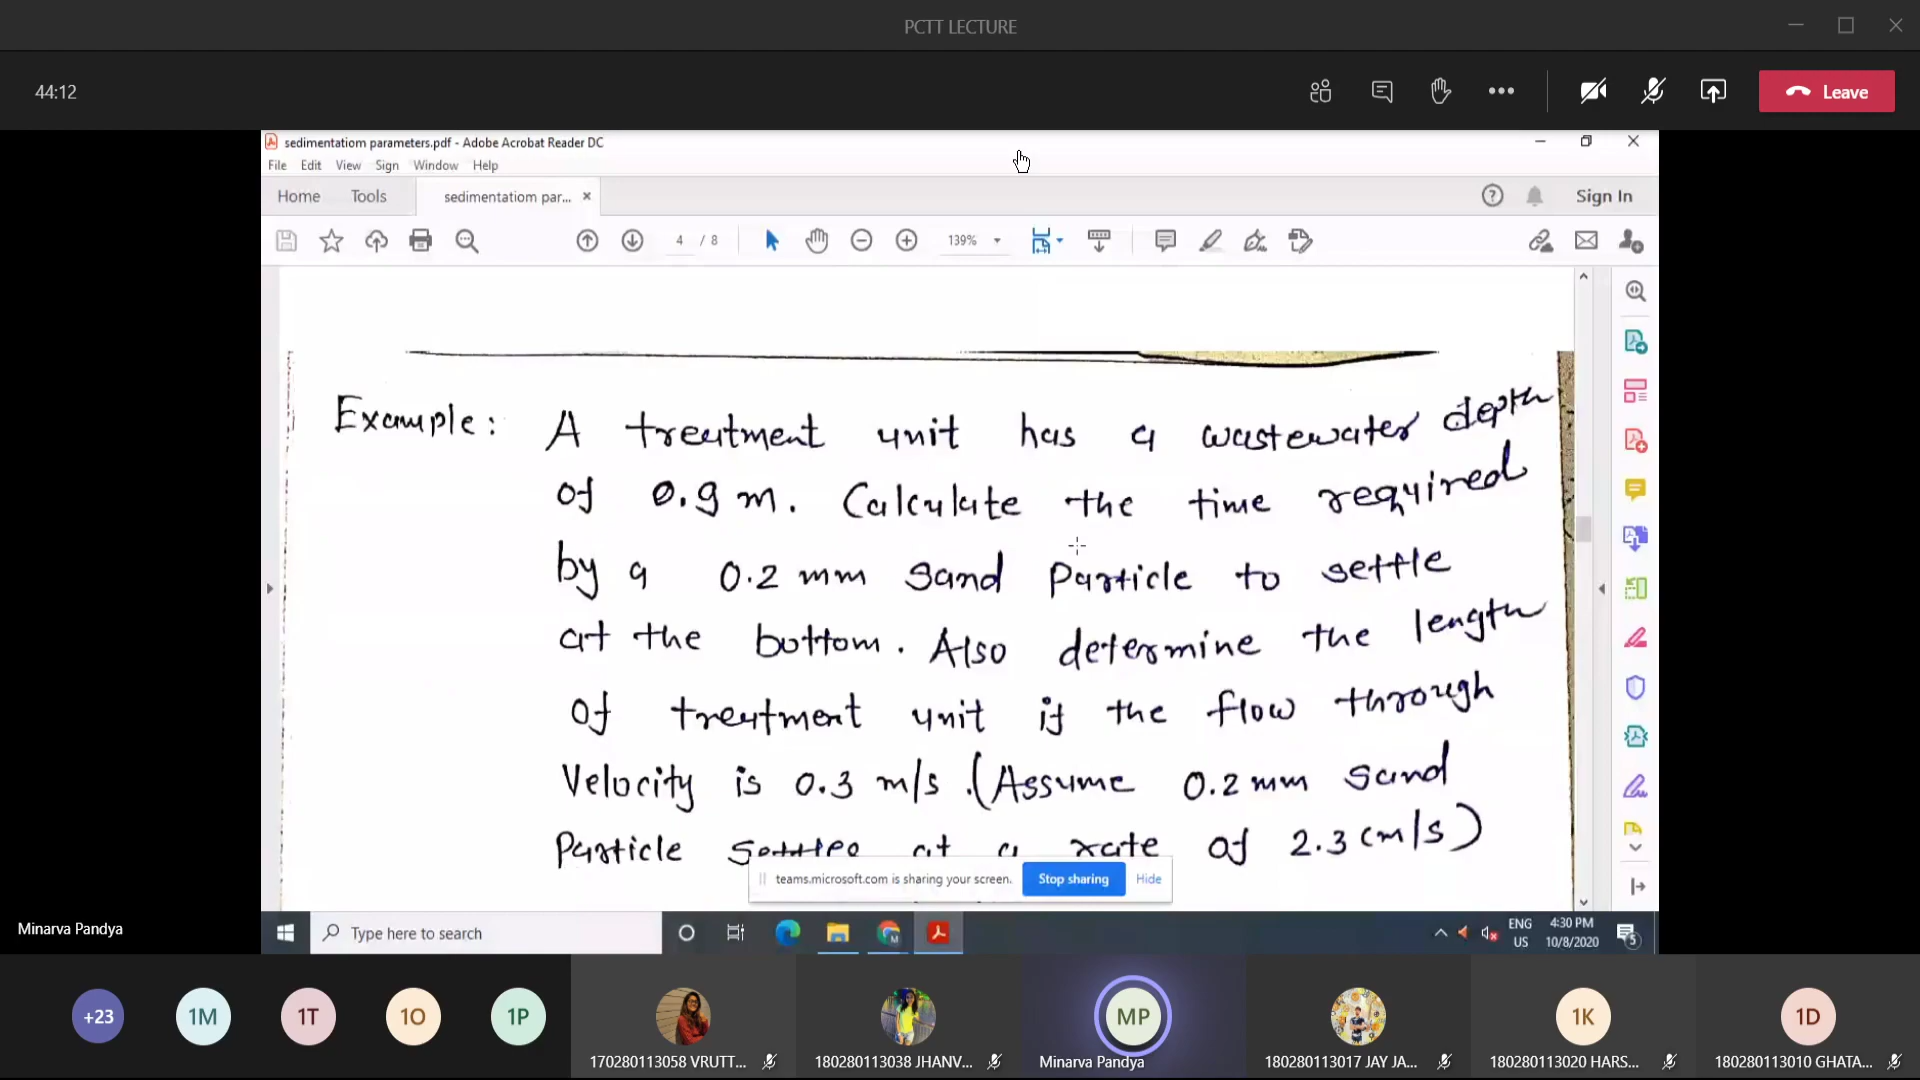 PCTT LECTURE
44:12
Leave
sedimentatiom parameters.pdf - Adobe Acrobat Reader DC
File Edit View Sign Window Help
Home Tools sedimentatiom par... ×
Sign In
4 / 8 139%
Example: A treatment unit has a wastewater depth
of 0.9 m. Calculate the time required
by a 0.2 mm sand Particle to settle
at the bottom. Also determine the length
of treatment unit if the flow through
Velocity is 0.3 m/s. (Assume 0.2 mm sand
Particle settles at a rate of 2.3 cm/s)
teams.microsoft.com is sharing your screen. Stop sharing Hide
Minarva Pandya
Type here to search
ENG
US
4:30 PM
10/8/2020
5
+23 1M 1T 1O 1P MP 1K 1D
170280113058 VRUTT... 180280113038 JHANV... Minarva Pandya 180280113017 JAY JA... 180280113020 HARS... 180280113010 GHATA...